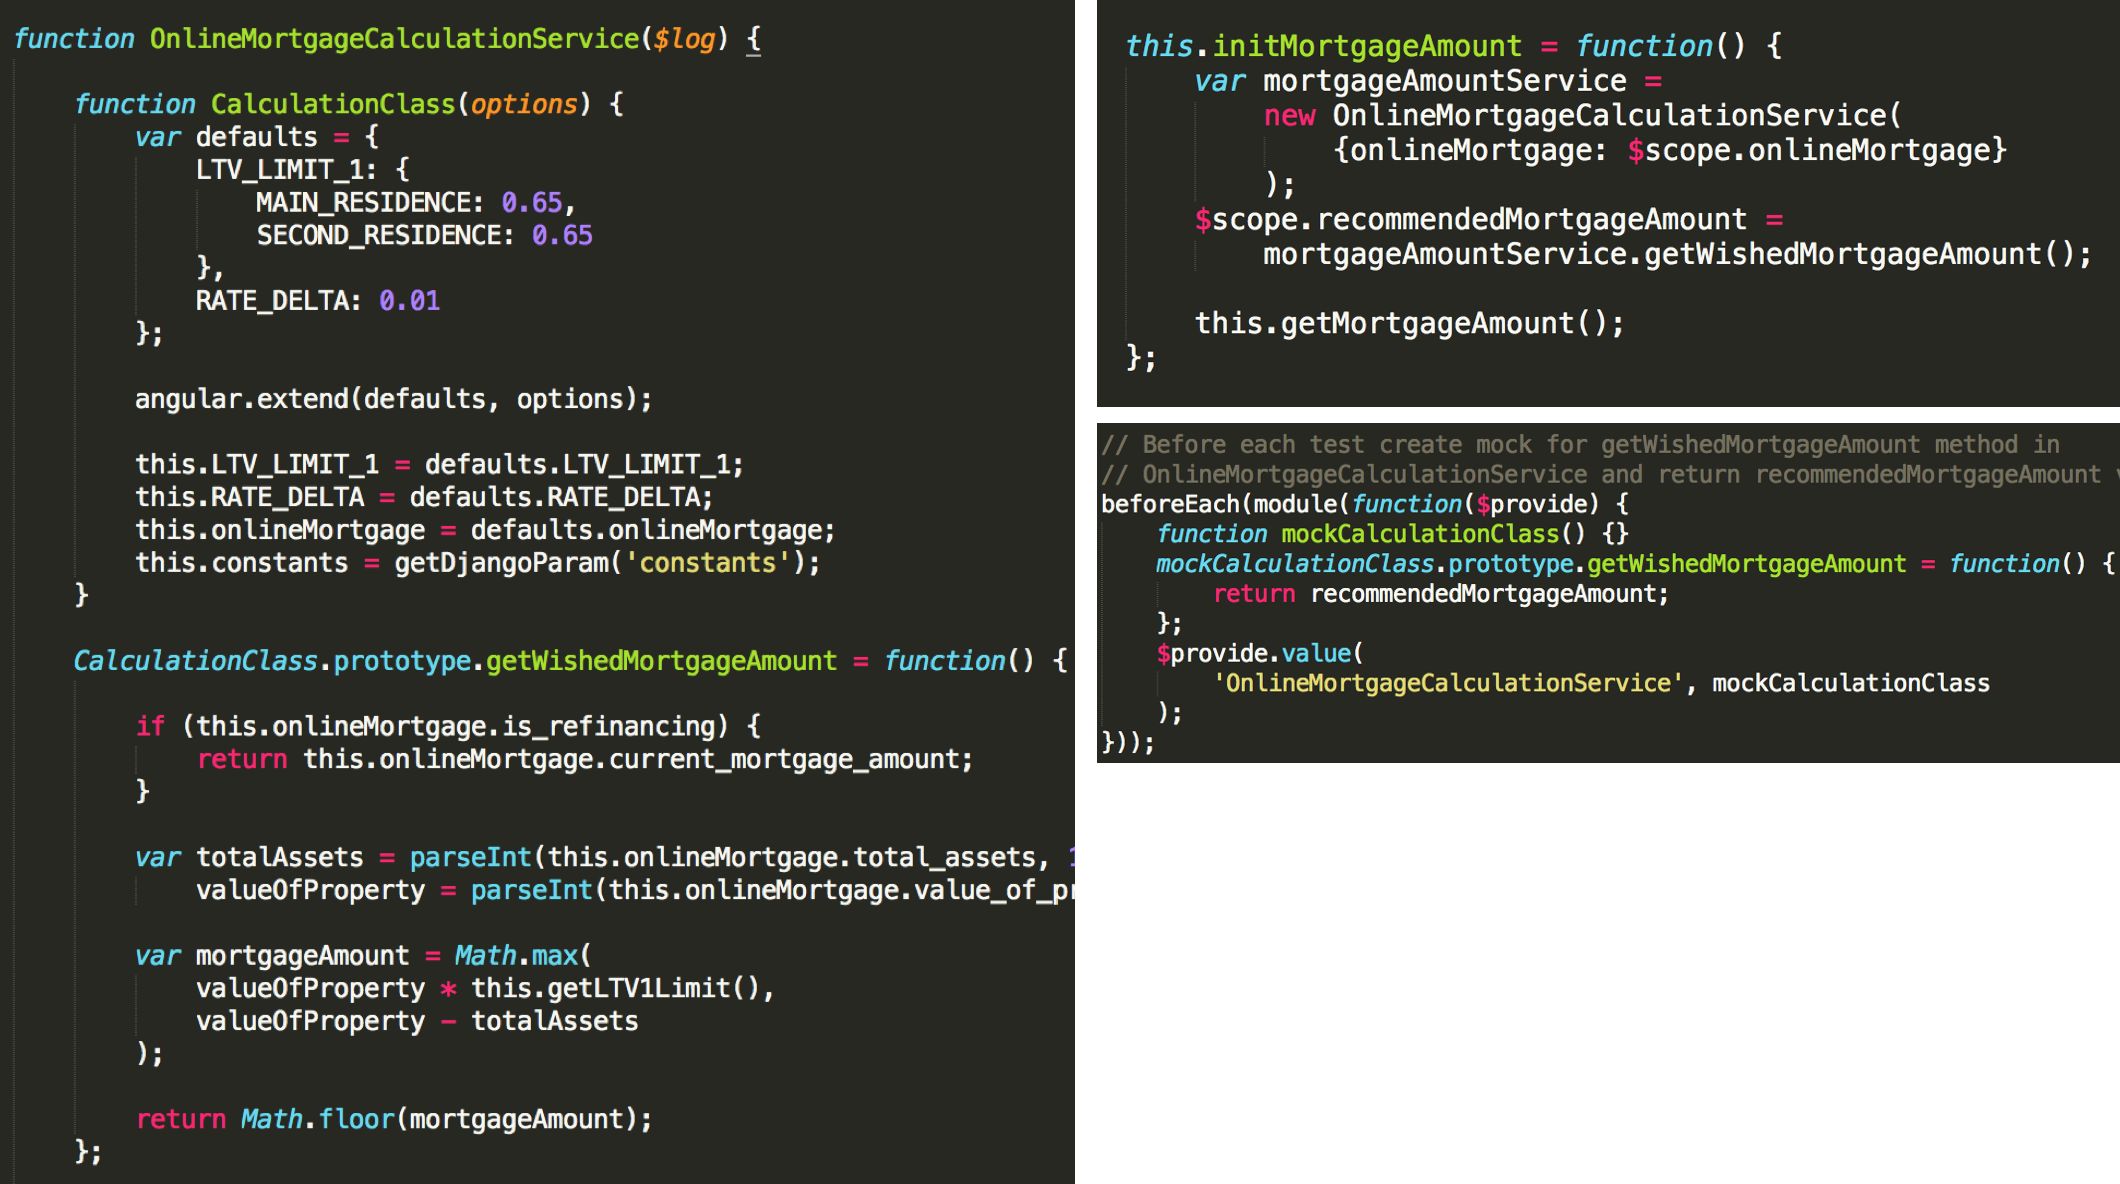 function OnlineMortgageCalculationService($log) {
function CalculationClass(options) {
var defaults = {
LTV_LIMIT_1: {
MAIN_RESIDENCE: 0.65,
SECOND_RESIDENCE: 0.65
},
RATE_DELTA: 0.01
};
angular.extend(defaults, options);
this.LTV_LIMIT_1 = defaults.LTV_LIMIT_1;
this.RATE_DELTA = defaults.RATE_DELTA;
this.onlineMortgage = defaults.onlineMortgage;
this.constants = getDjangoParam('constants');
}
CalculationClass.prototype.getWishedMortgageAmount = function() {
if (this.onlineMortgage.is_refinancing) {
return this.onlineMortgage.current_mortgage_amount;
}
var totalAssets = parseInt(this.onlineMortgage.total_assets,
valueOfProperty = parseInt(this.onlineMortgage.value_of_pr
var mortgageAmount = Math.max(
valueOfProperty * this.getLTV1Limit(),
valueOfProperty - totalAssets
);
return Math.floor(mortgageAmount);
};
this.initMortgageAmount = function() {
var mortgageAmountService =
new OnlineMortgageCalculationService(
{onlineMortgage: $scope.onlineMortgage}
);
$scope.recommendedMortgageAmount =
mortgageAmountService.getWishedMortgageAmount();
this.getMortgageAmount();
};
// Before each test create mock for getWishedMortgageAmount method in
// OnlineMortgageCalculationService and return recommendedMortgageAmount
beforeEach(module(function($provide) {
function mockCalculationClass() {}
mockCalculationClass.prototype.getWishedMortgageAmount = function() {
return recommendedMortgageAmount;
};
$provide.value(
'OnlineMortgageCalculationService', mockCalculationClass
);
}));